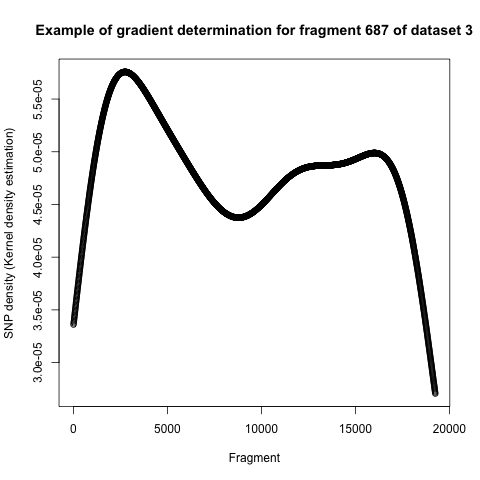 Example of gradient determination for fragment 687 of dataset 3
SNP density (Kernel density estimation)
5.5e-05
5.0e-05
4.5e-05
4.0e-05
3.5e-05
3.0e-05
0 5000 10000 15000 20000
Fragment